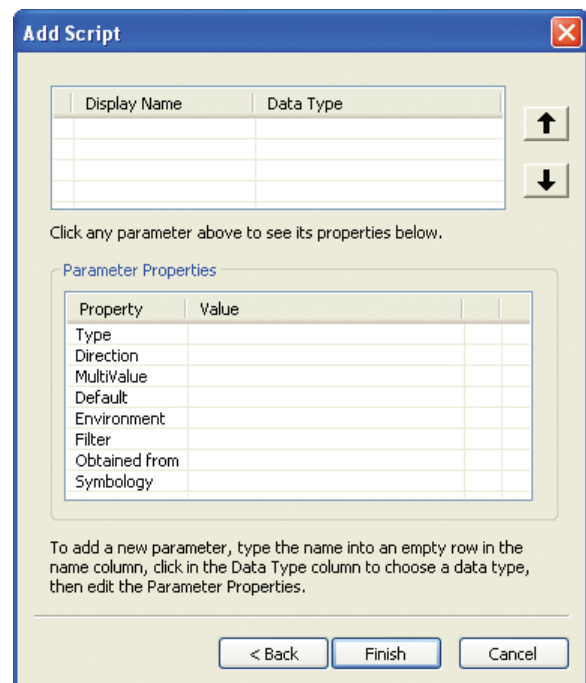 Add Script
Display Name Data Type
Click any parameter above to see its properties below.
Parameter Properties
Property Value
Type
Direction
MultiValue
Default
Environment
Filter
Obtained from
Symbology
To add a new parameter, type the name into an empty row in the
name column, click in the Data Type column to choose a data type,
then edit the Parameter Properties.
< Back Finish Cancel